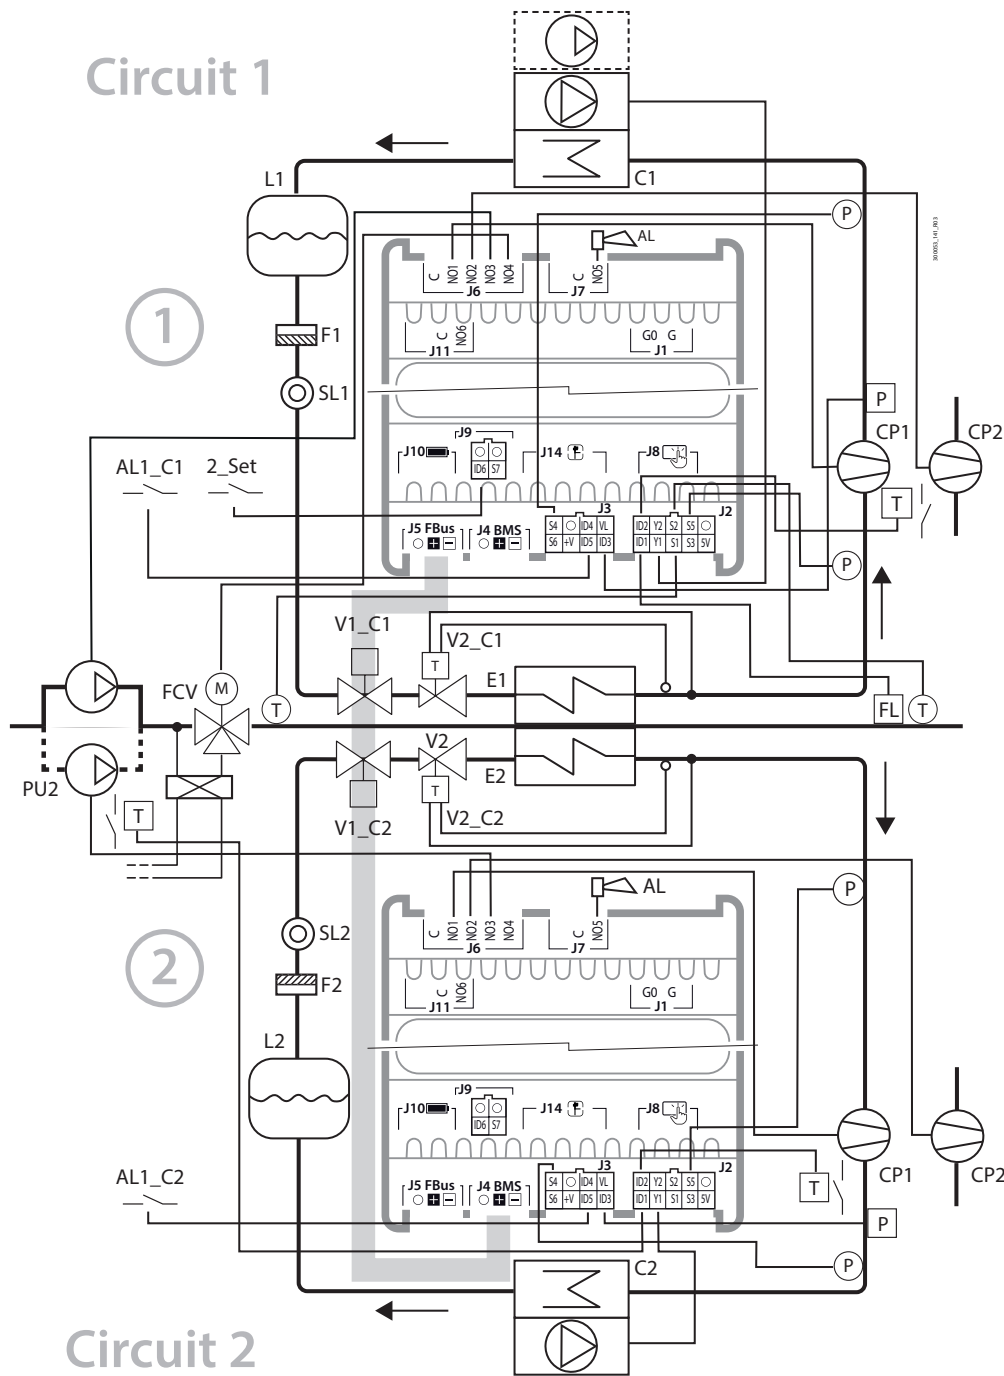 Circuit 1
C1
L1
P
300053_141_R03
AL
C NO1 NO2 NO3 NO4
J6
C NO5
J7
1
F1
C NO6
J11
G0 G
J1
SL1
P
CP1
CP2
J9
J10
ID6 S7
J14
J8
AL1_C1
2_Set
T
J3
J2
S4 ID4 VL
S6 +V ID5 ID3
ID2 Y2 S2 S5
ID1 Y1 S1 S3 5V
J5 FBus
J4 BMS
P
V1_C1
V2_C1
T
E1
FCV
M
T
FL
T
V2
E2
PU2
T
T
V1_C2
V2_C2
AL
P
C NO1 NO2 NO3 NO4
J6
C NO5
J7
SL2
2
F2
C NO6
J11
G0 G
J1
L2
J9
J10
ID6 S7
J14
J8
CP1
CP2
AL1_C2
J3
J2
S4 ID4 VL
S6 +V ID5 ID3
ID2 Y2 S2 S5
ID1 Y1 S1 S3 5V
T
J5 FBus
J4 BMS
P
C2
P
Circuit 2